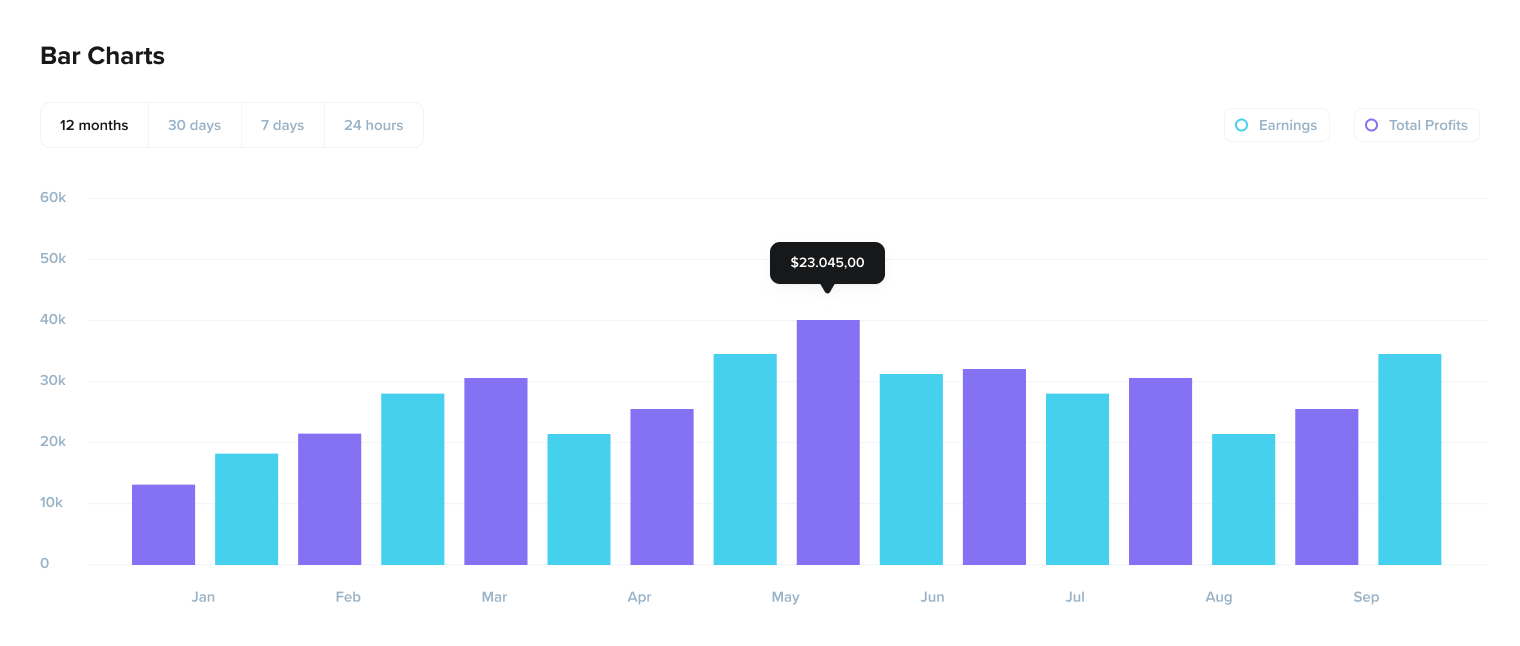 Bar Charts
12 months 30 days 7 days 24 hours Earnings Total Profits
60k
50k
$23.045,00
40k
30k
20k
10k
0
Jan Feb Mar Apr May Jun Jul Aug Sep